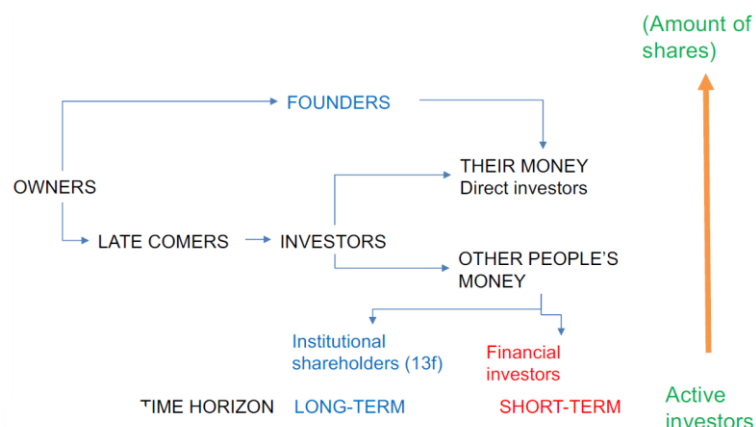 (Amount of
shares)
FOUNDERS
THEIR MONEY
Direct investors
OWNERS
LATE COMERS
INVESTORS
OTHER PEOPLE'S
MONEY
Institutional
shareholders (13f)
Financial
investors
TIME HORIZON
LONG-TERM
SHORT-TERM
Active
investors